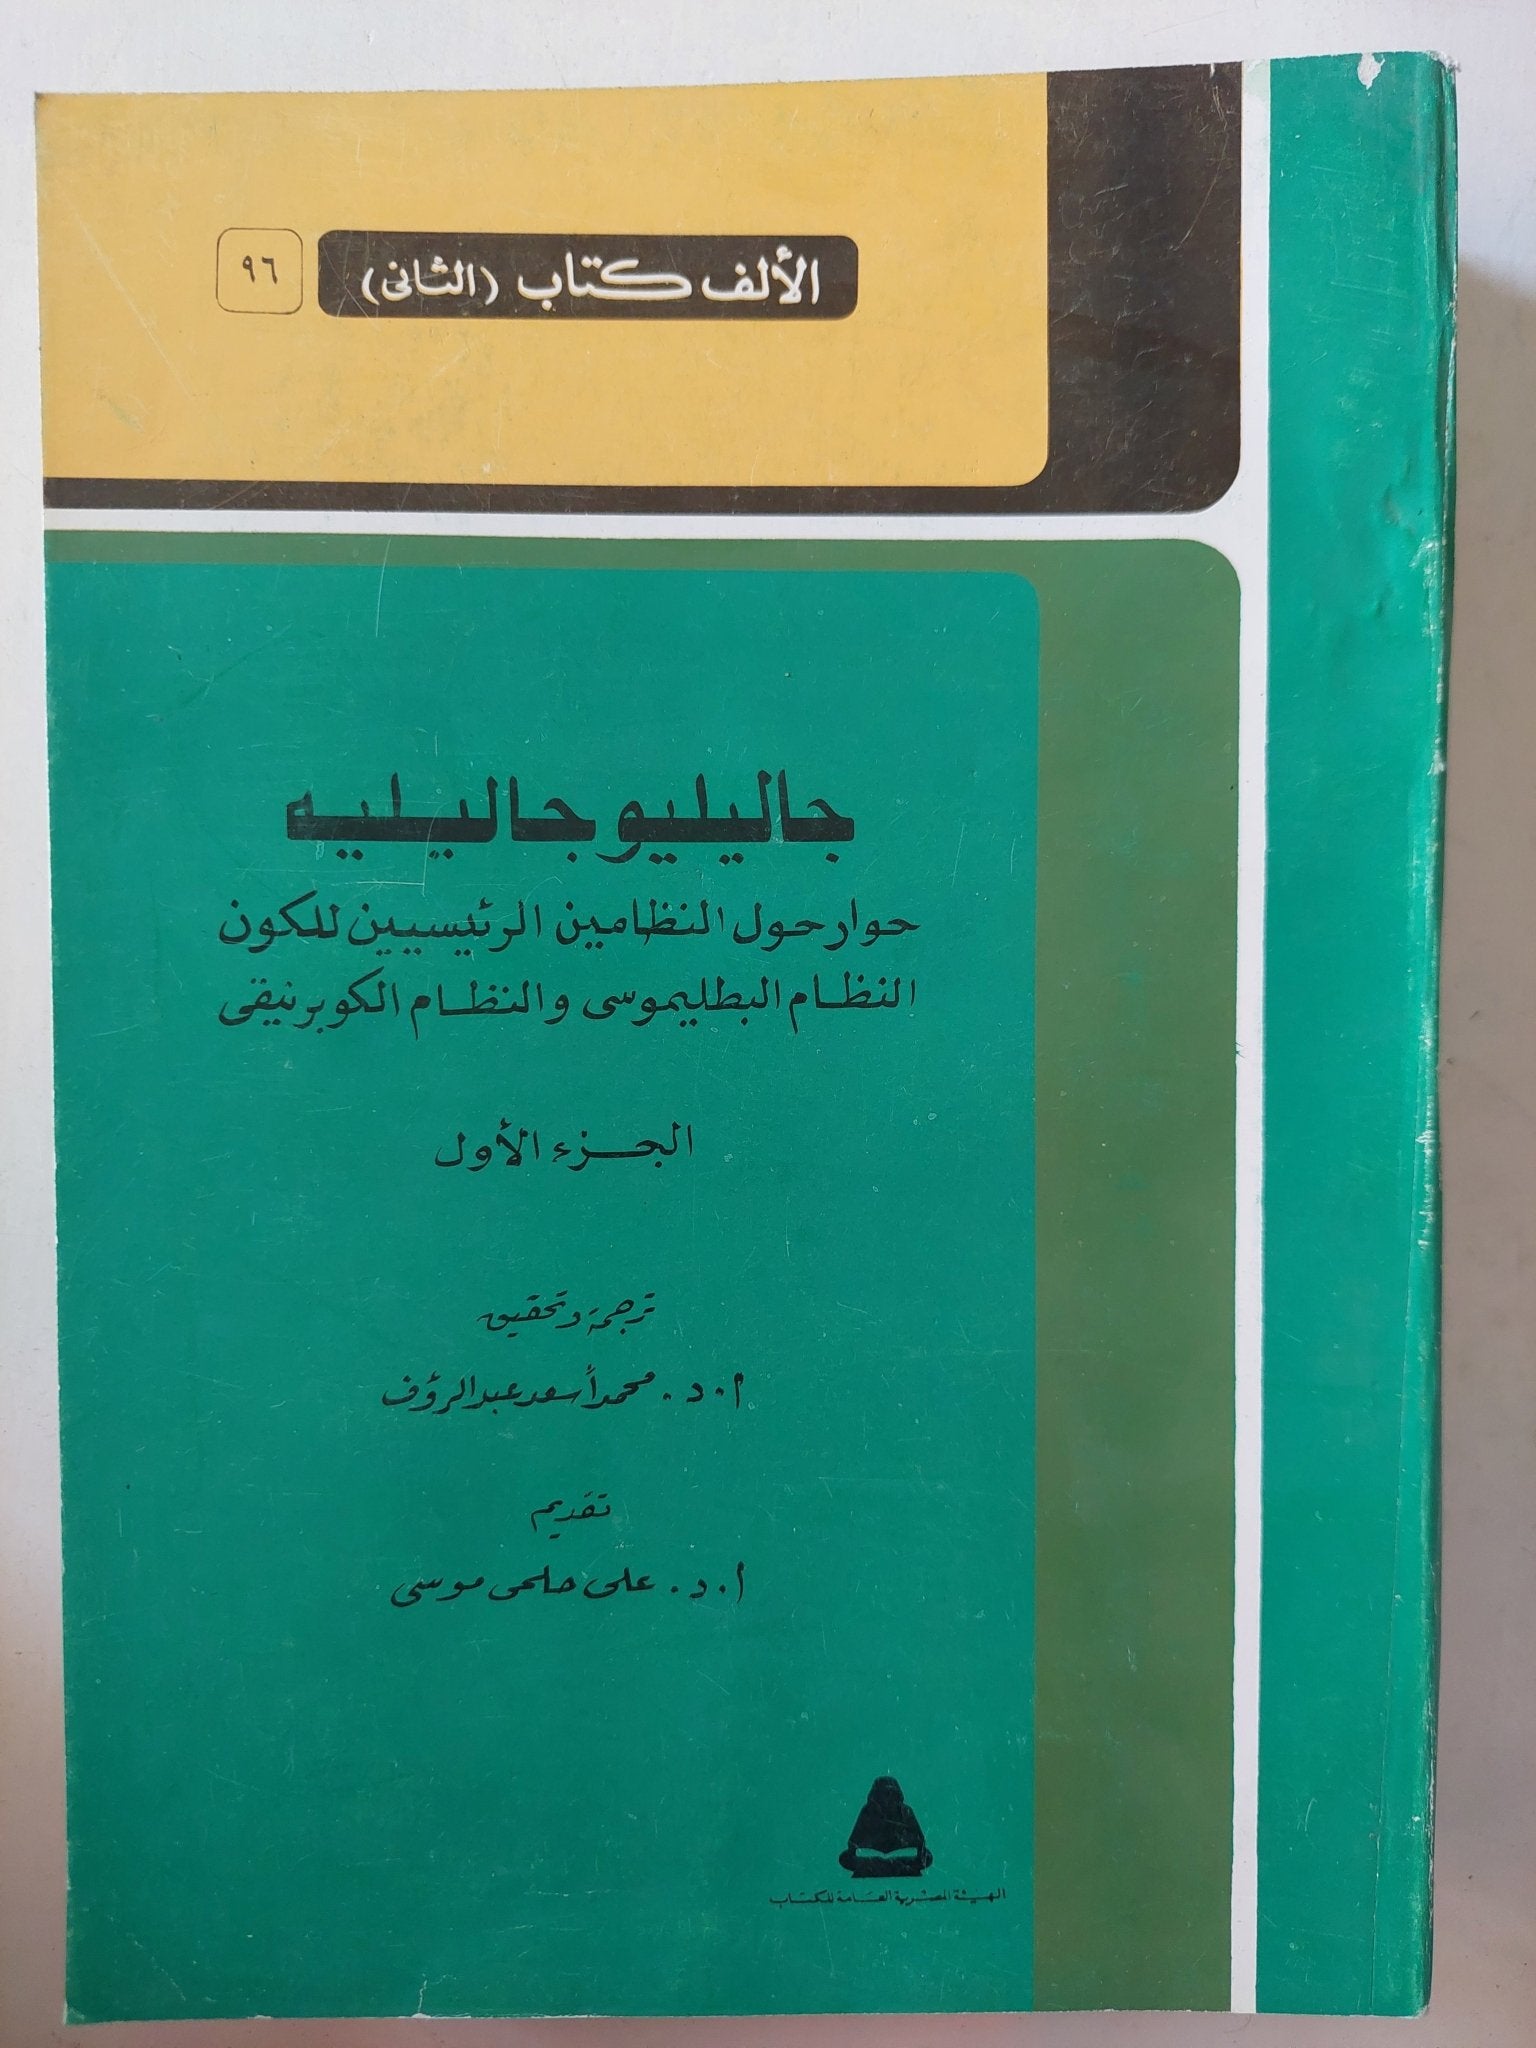 الألف كتاب (الثانى)
٩٦
جاليليو جاليليه
حوار حول النظامين الرئيسيين للكون
النظام البطليموسى والنظام الكوبرنيقى
الجزء الأول
ترجمة وتحقيق
أ. د. محمد أسعد عبد الرؤف
تقديم
أ. د. على حلمى موسى
الهيئة المصرية العامة للكتاب